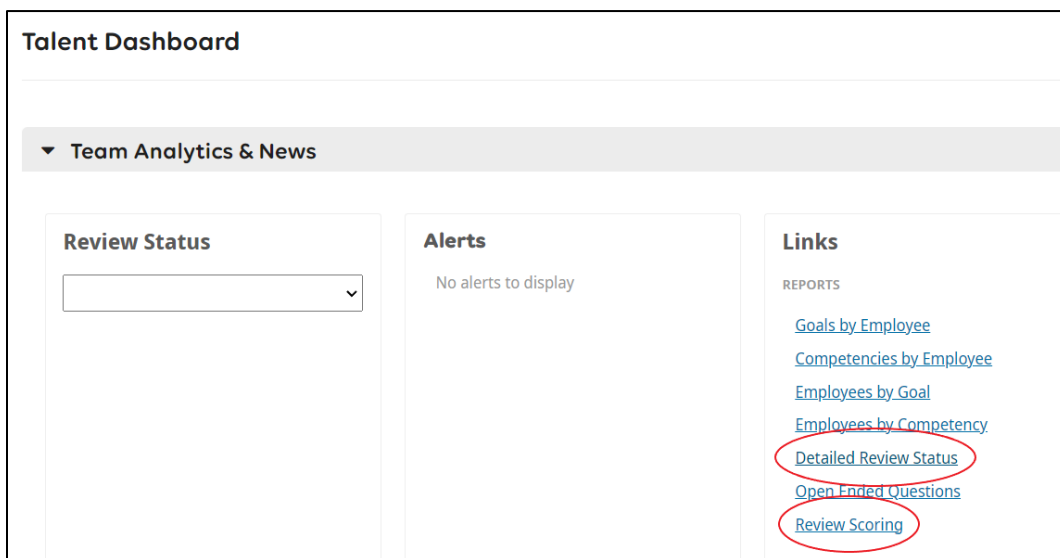 Talent Dashboard
Team Analytics & News
Review Status
Alerts
No alerts to display
Links
REPORTS
Goals by Employee
Competencies by Employee
Employees by Goal
Employees by Competency
Detailed Review Status
Open Ended Questions
Review Scoring